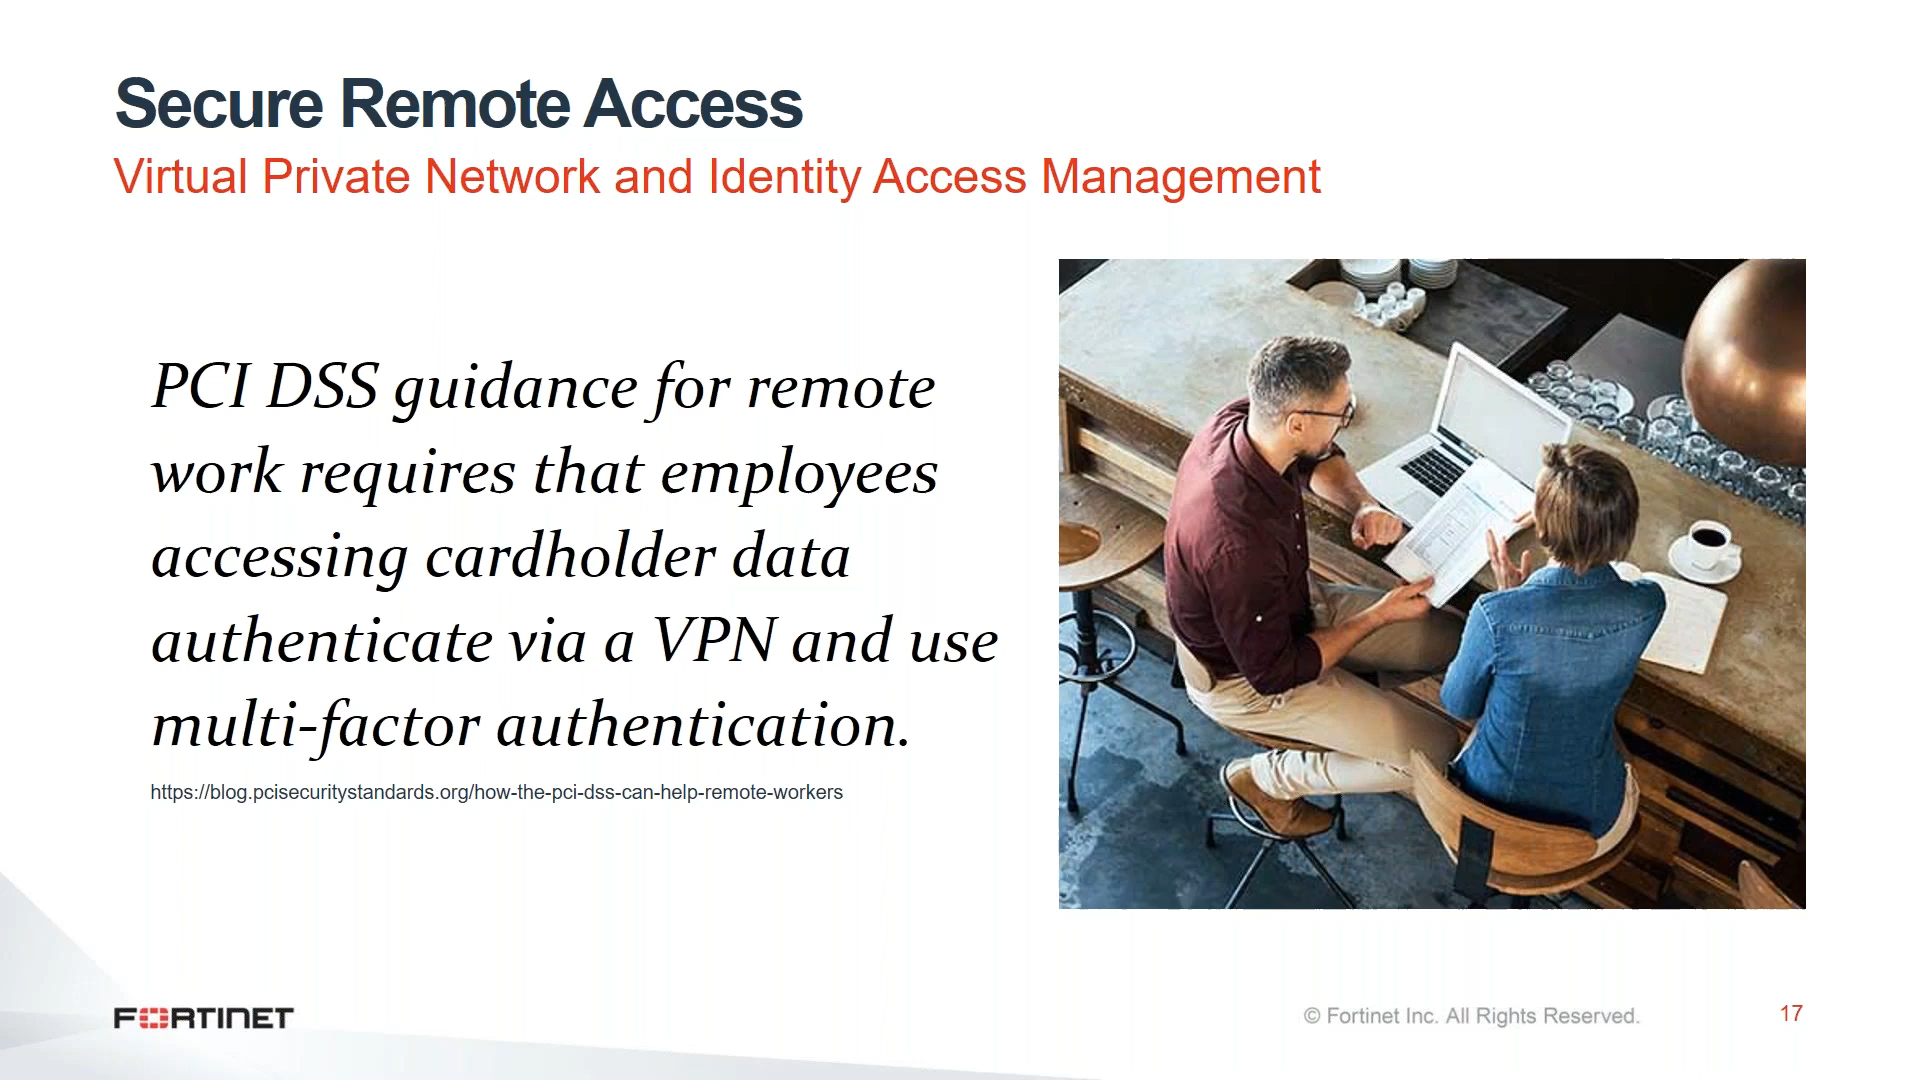 Secure Remote Access
Virtual Private Network and Identity Access Management
PCI DSS guidance for remote
work requires that employees
accessing cardholder data
authenticate via a VPN and use
multi-factor authentication.
https://blog.pcisecuritystandards.org/how-the-pci-dss-can-help-remote-workers
FORTINET
© Fortinet Inc. All Rights Reserved.
17